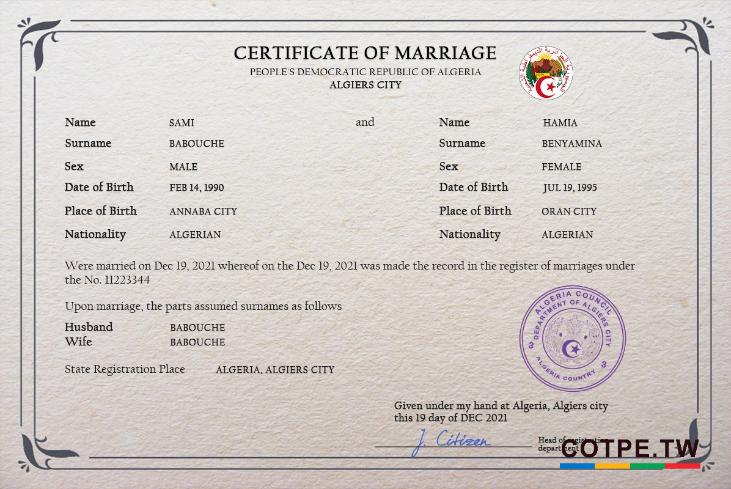 CERTIFICATE OF MARRIAGE
PEOPLE'S DEMOCRATIC REPUBLIC OF ALGERIA
ALGIERS CITY
Name SAMI and Name HAMIA
Surname BABOUCHE Surname BENYAMINA
Sex MALE Sex FEMALE
Date of Birth FEB 14, 1990 Date of Birth JUL 19, 1995
Place of Birth ANNABA CITY Place of Birth ORAN CITY
Nationality ALGERIAN Nationality ALGERIAN
Were married on Dec 19, 2021 whereof on the Dec 19, 2021 was made the record in the register of marriages under
the No. 11223344
Upon marriage, the parts assumed surnames as follows
Husband BABOUCHE
Wife BABOUCHE
State Registration Place ALGERIA, ALGIERS CITY
ALGERIA COUNCIL
DEPARTMENT OF ALGIERS CITY
ALGERIA COUNTRY
Given under my hand at Algeria, Algiers city
this 19 day of DEC 2021
J. Citizen
Head of registration
department
COTPE.TW